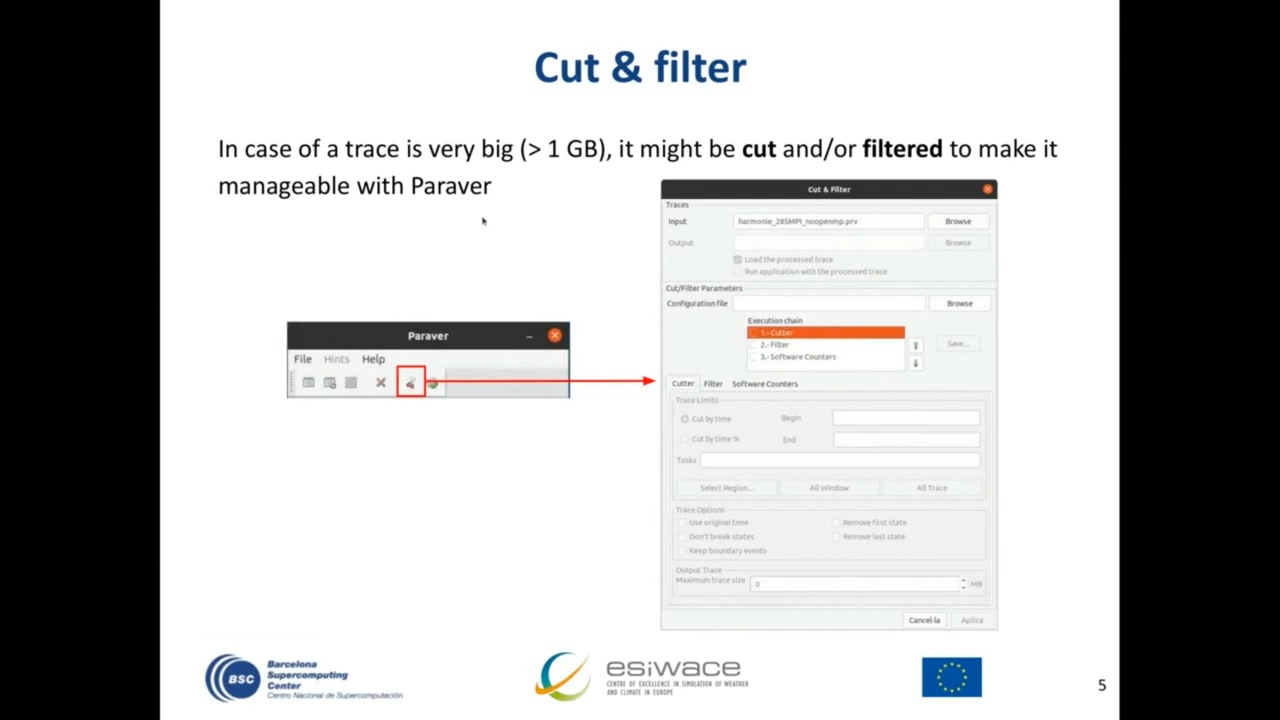 Cut & filter
In case of a trace is very big (> 1 GB), it might be cut and/or filtered to make it
manageable with Paraver
Paraver
File Hints Help
Cut & Filter
Traces
Input harmonie_285MPI_noopenmp.prv Browse
Output Browse
Load the processed trace
Run application with the processed trace
Cut/Filter Parameters
Configuration file Browse
Execution chain
1.- Cutter
2.- Filter
3.- Software Counters
Save...
Cutter Filter Software Counters
Trace Limits
Cut by time Begin
Cut by time % End
Tasks
Select Region... All Window All Trace
Trace Options
Use original time Remove first state
Don't break states Remove last state
Keep boundary events
Output Trace
Maximum trace size 0 MB
Cancel·la Aplica
BSC
Barcelona
Supercomputing
Center
Centro Nacional de Supercomputación
esiwace
CENTRE OF EXCELLENCE IN SIMULATION OF WEATHER
AND CLIMATE IN EUROPE
5